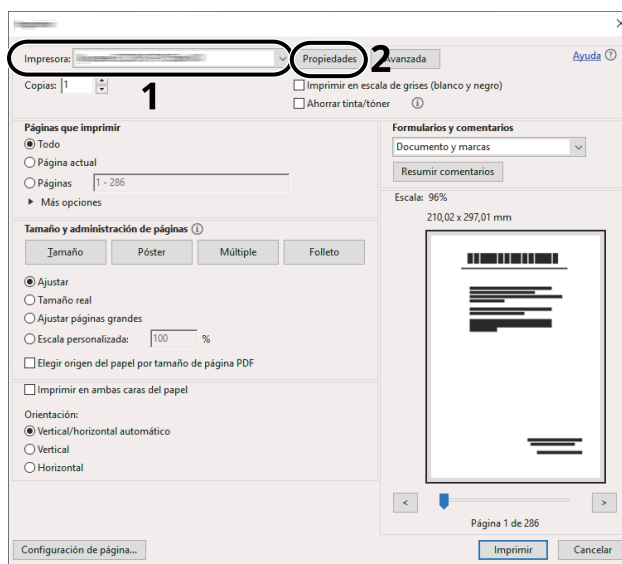 Impresora:
Propiedades
2
Avanzada
Ayuda
1
Copias: 1
Imprimir en escala de grises (blanco y negro)
Ahorrar tinta/tóner
Páginas que imprimir
Todo
Página actual
Páginas 1 - 286
Más opciones
Formularios y comentarios
Documento y marcas
Resumir comentarios
Escala: 96%
210,02 x 297,01 mm
Tamaño y administración de páginas
Tamaño Póster Múltiple Folleto
Ajustar
Tamaño real
Ajustar páginas grandes
Escala personalizada: 100 %
Elegir origen del papel por tamaño de página PDF
Imprimir en ambas caras del papel
Orientación:
Vertical/horizontal automático
Vertical
Horizontal
< >
Página 1 de 286
Configuración de página...
Imprimir Cancelar